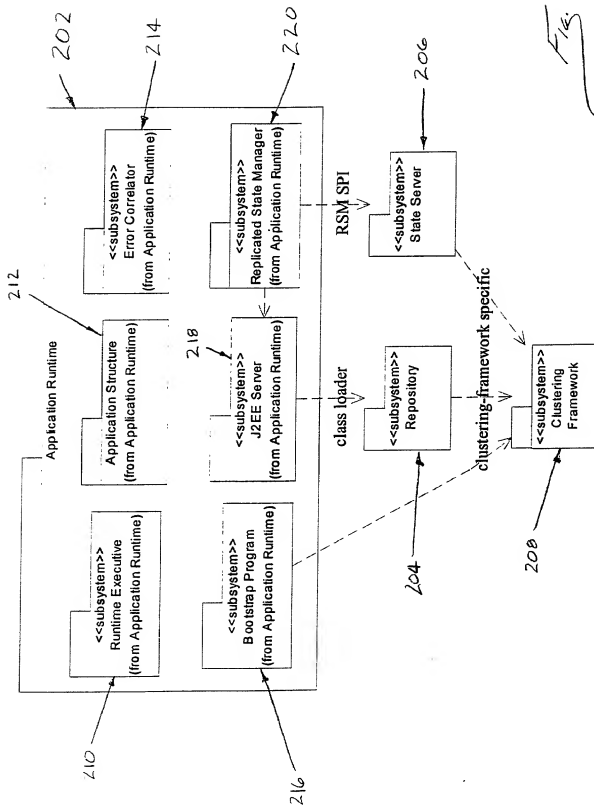 Application Runtime
202
<<subsystem>>
Runtime Executive
(from Application Runtime)
210
Application Structure
(from Application Runtime)
212
<<subsystem>>
Error Correlator
(from Application Runtime)
214
<<subsystem>>
Bootstrap Program
(from Application Runtime)
216
218
<<subsystem>>
J2EE Server
(from Application Runtime)
<<subsystem>>
Replicated State Manager
(from Application Runtime)
220
class loader
RSM SPI
<<subsystem>>
Repository
204
<<subsystem>>
State Server
206
clustering-framework specific
<<subsystem>>
Clustering
Framework
208
Fig.